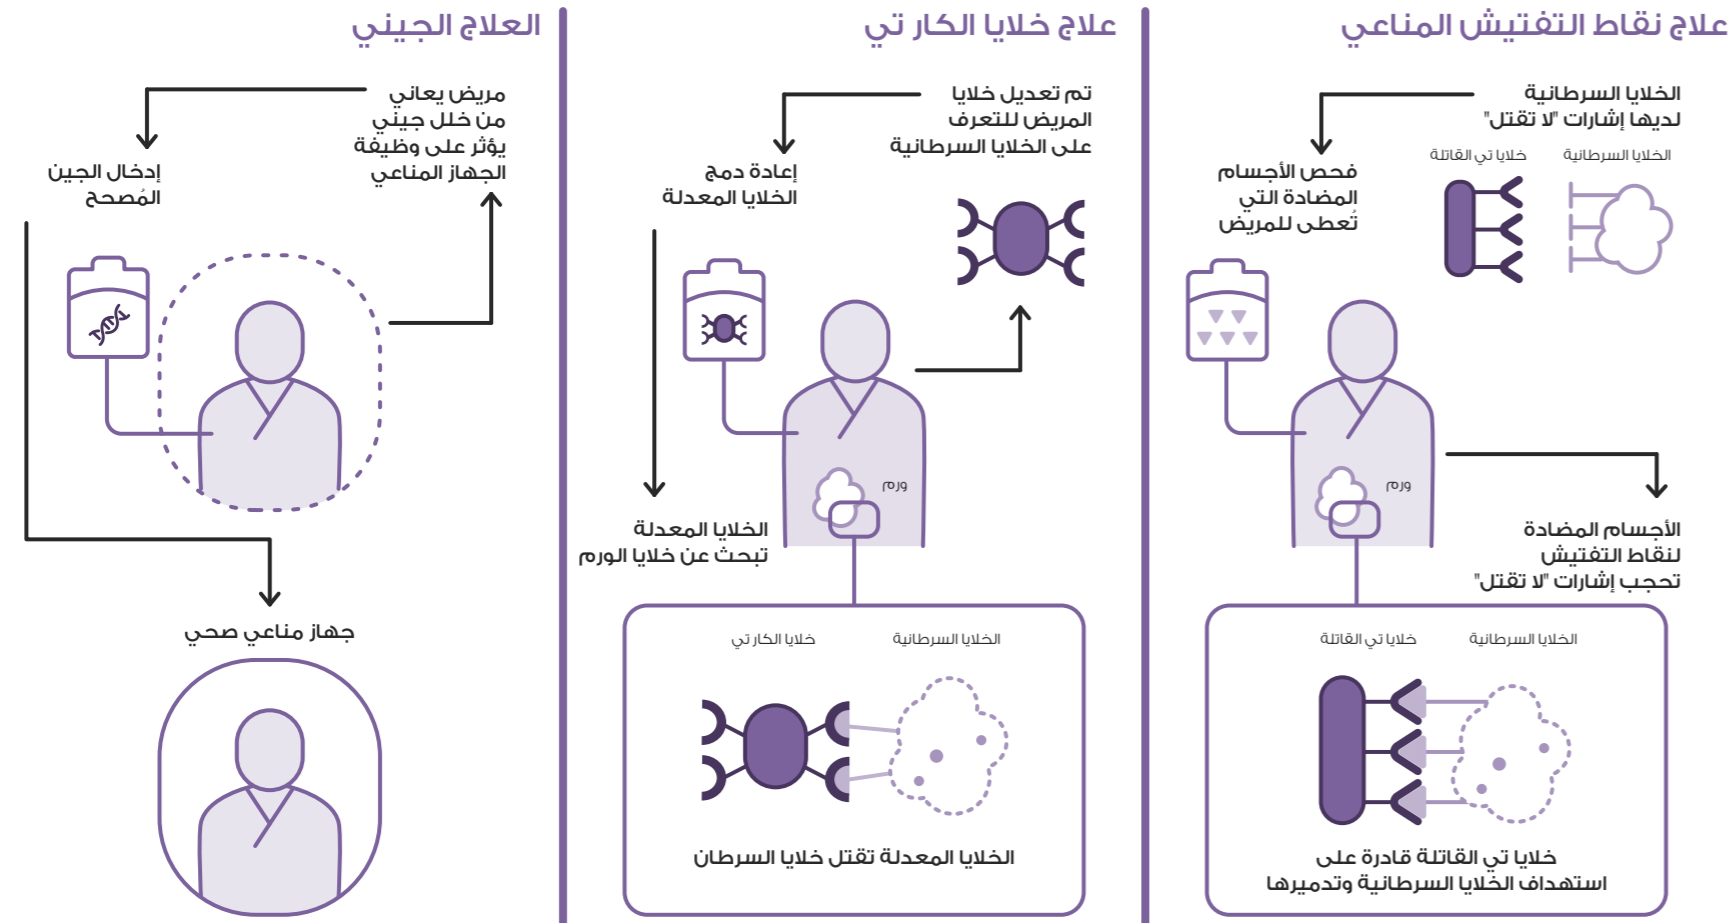 علاج نقاط التفتيش المناعي
الخلايا السرطانية
لديها إشارات "لا تقتل"
الخلايا السرطانية
خلايا تي القاتلة
فحص الأجسام
المضادة التي
تُعطى للمريض
ورم
الأجسام المضادة
لنقاط التفتيش
تحجب إشارات "لا تقتل"
الخلايا السرطانية
خلايا تي القاتلة
خلايا تي القاتلة قادرة على
استهداف الخلايا السرطانية وتدميرها
علاج خلايا الكار تي
تم تعديل خلايا
المريض للتعرف
على الخلايا السرطانية
إعادة دمج
الخلايا المعدلة
ورم
الخلايا المعدلة
تبحث عن خلايا الورم
الخلايا السرطانية
خلايا الكار تي
الخلايا المعدلة تقتل خلايا السرطان
العلاج الجيني
مريض يعاني
من خلل جيني
يؤثر على وظيفة
الجهاز المناعي
إدخال الجين
المُصحح
جهاز مناعي صحي